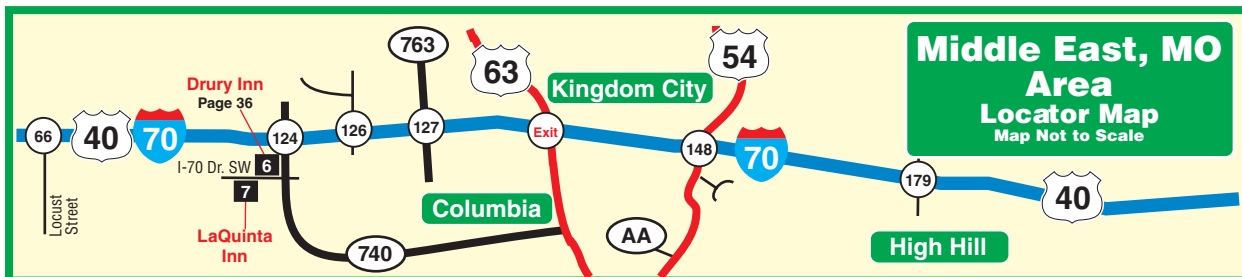 Middle East, MO
Area
Locator Map
Map Not to Scale
763
63
54
Kingdom City
Drury Inn
Page 36
66
40
70
124
126
127
Exit
148
70
179
40
I-70 Dr. SW
6
7
Locust
Street
LaQuinta
Inn
Columbia
740
AA
High Hill